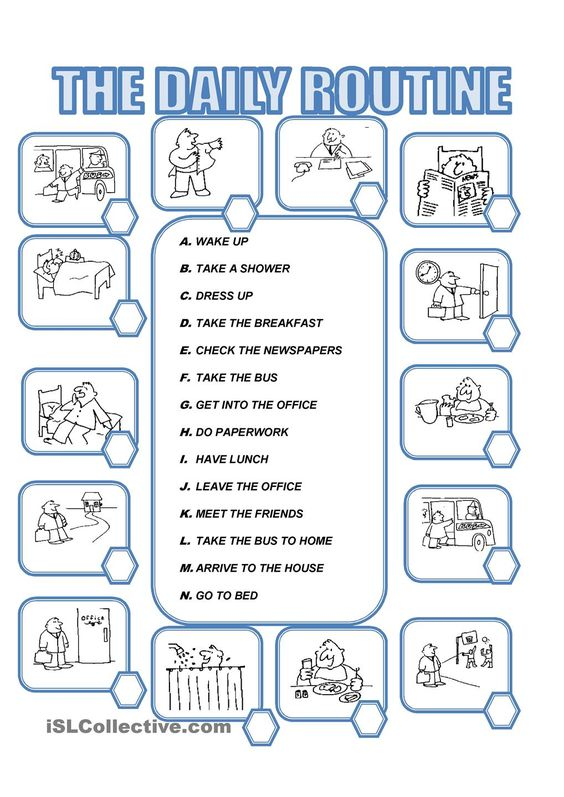 THE DAILY ROUTINE
NEWS
A. WAKE UP
B. TAKE A SHOWER
C. DRESS UP
D. TAKE THE BREAKFAST
E. CHECK THE NEWSPAPERS
F. TAKE THE BUS
G. GET INTO THE OFFICE
H. DO PAPERWORK
I. HAVE LUNCH
J. LEAVE THE OFFICE
K. MEET THE FRIENDS
L. TAKE THE BUS TO HOME
M. ARRIVE TO THE HOUSE
N. GO TO BED
OFFICE
iSLCollective.com